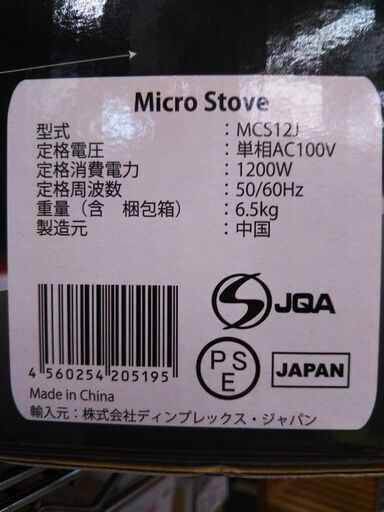 Micro Stove
型式 : MCS12J
定格電圧 : 単相AC100V
定格消費電力 : 1200W
定格周波数 : 50/60Hz
重量（含　梱包箱） : 6.5kg
製造元 : 中国
JQA
PSE
JAPAN
4 560254 205195
Made in China
輸入元：株式会社ディンプレックス・ジャパン